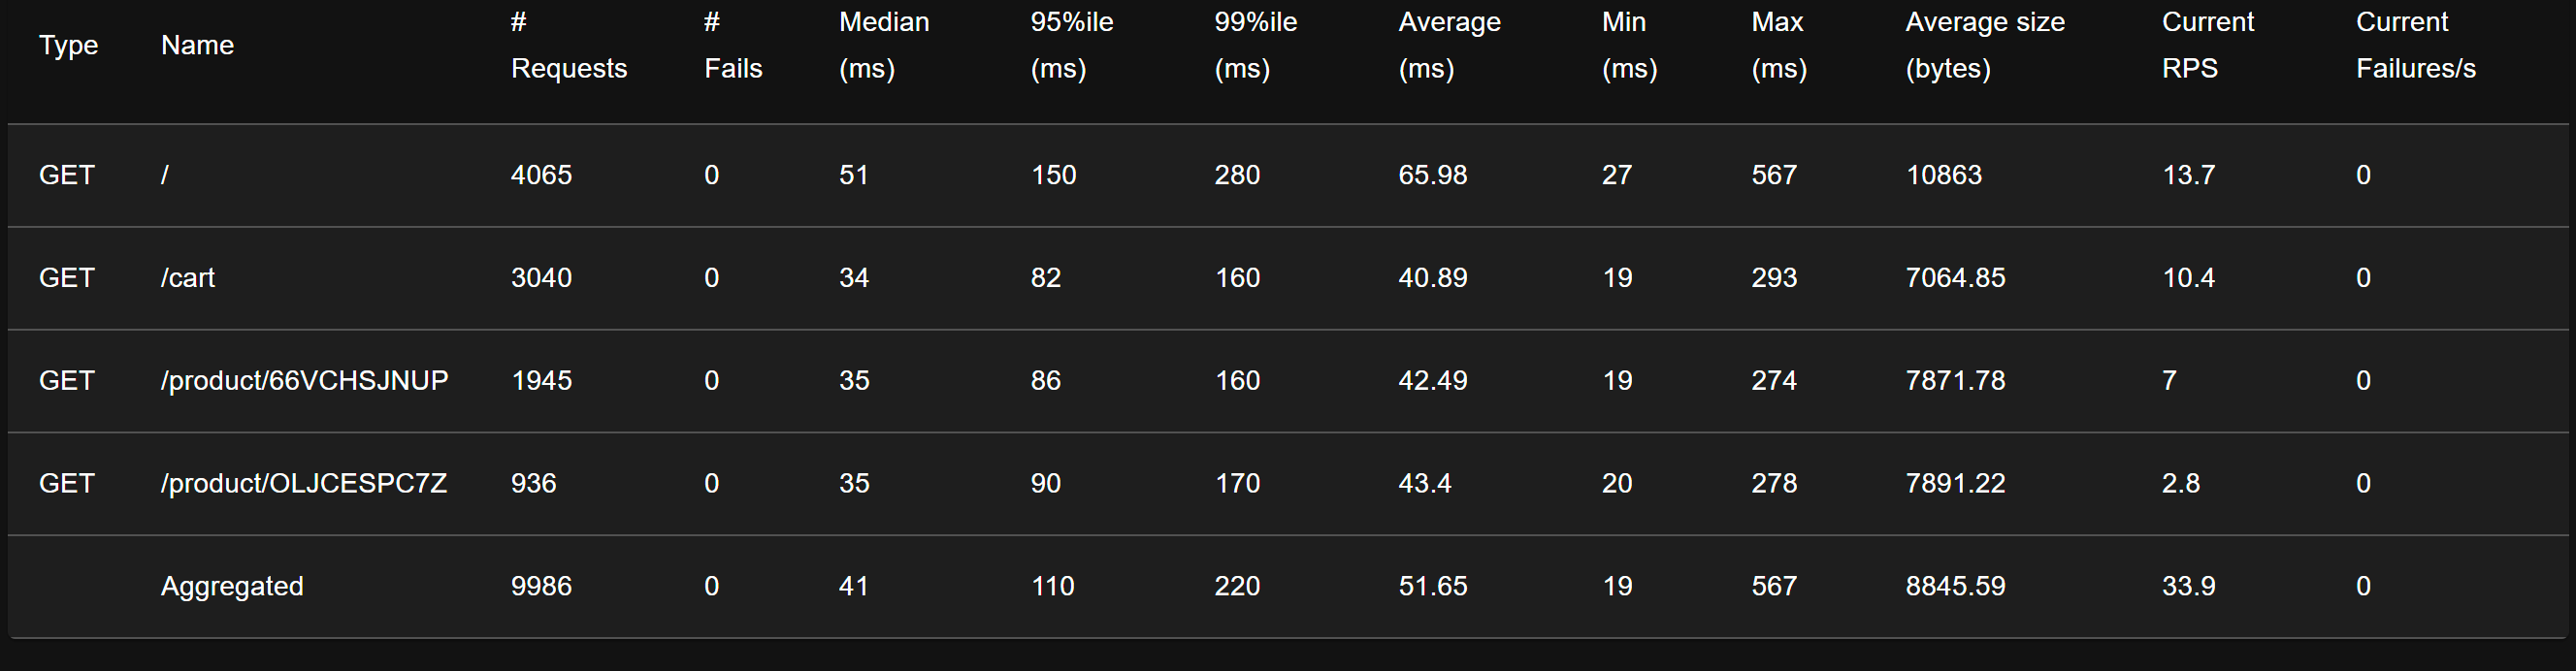 Type Name # Requests # Fails Median (ms) 95%ile (ms) 99%ile (ms) Average (ms) Min (ms) Max (ms) Average size (bytes) Current RPS Current Failures/s
GET / 4065 0 51 150 280 65.98 27 567 10863 13.7 0
GET /cart 3040 0 34 82 160 40.89 19 293 7064.85 10.4 0
GET /product/66VCHSJNUP 1945 0 35 86 160 42.49 19 274 7871.78 7 0
GET /product/OLJCESPC7Z 936 0 35 90 170 43.4 20 278 7891.22 2.8 0
Aggregated 9986 0 41 110 220 51.65 19 567 8845.59 33.9 0